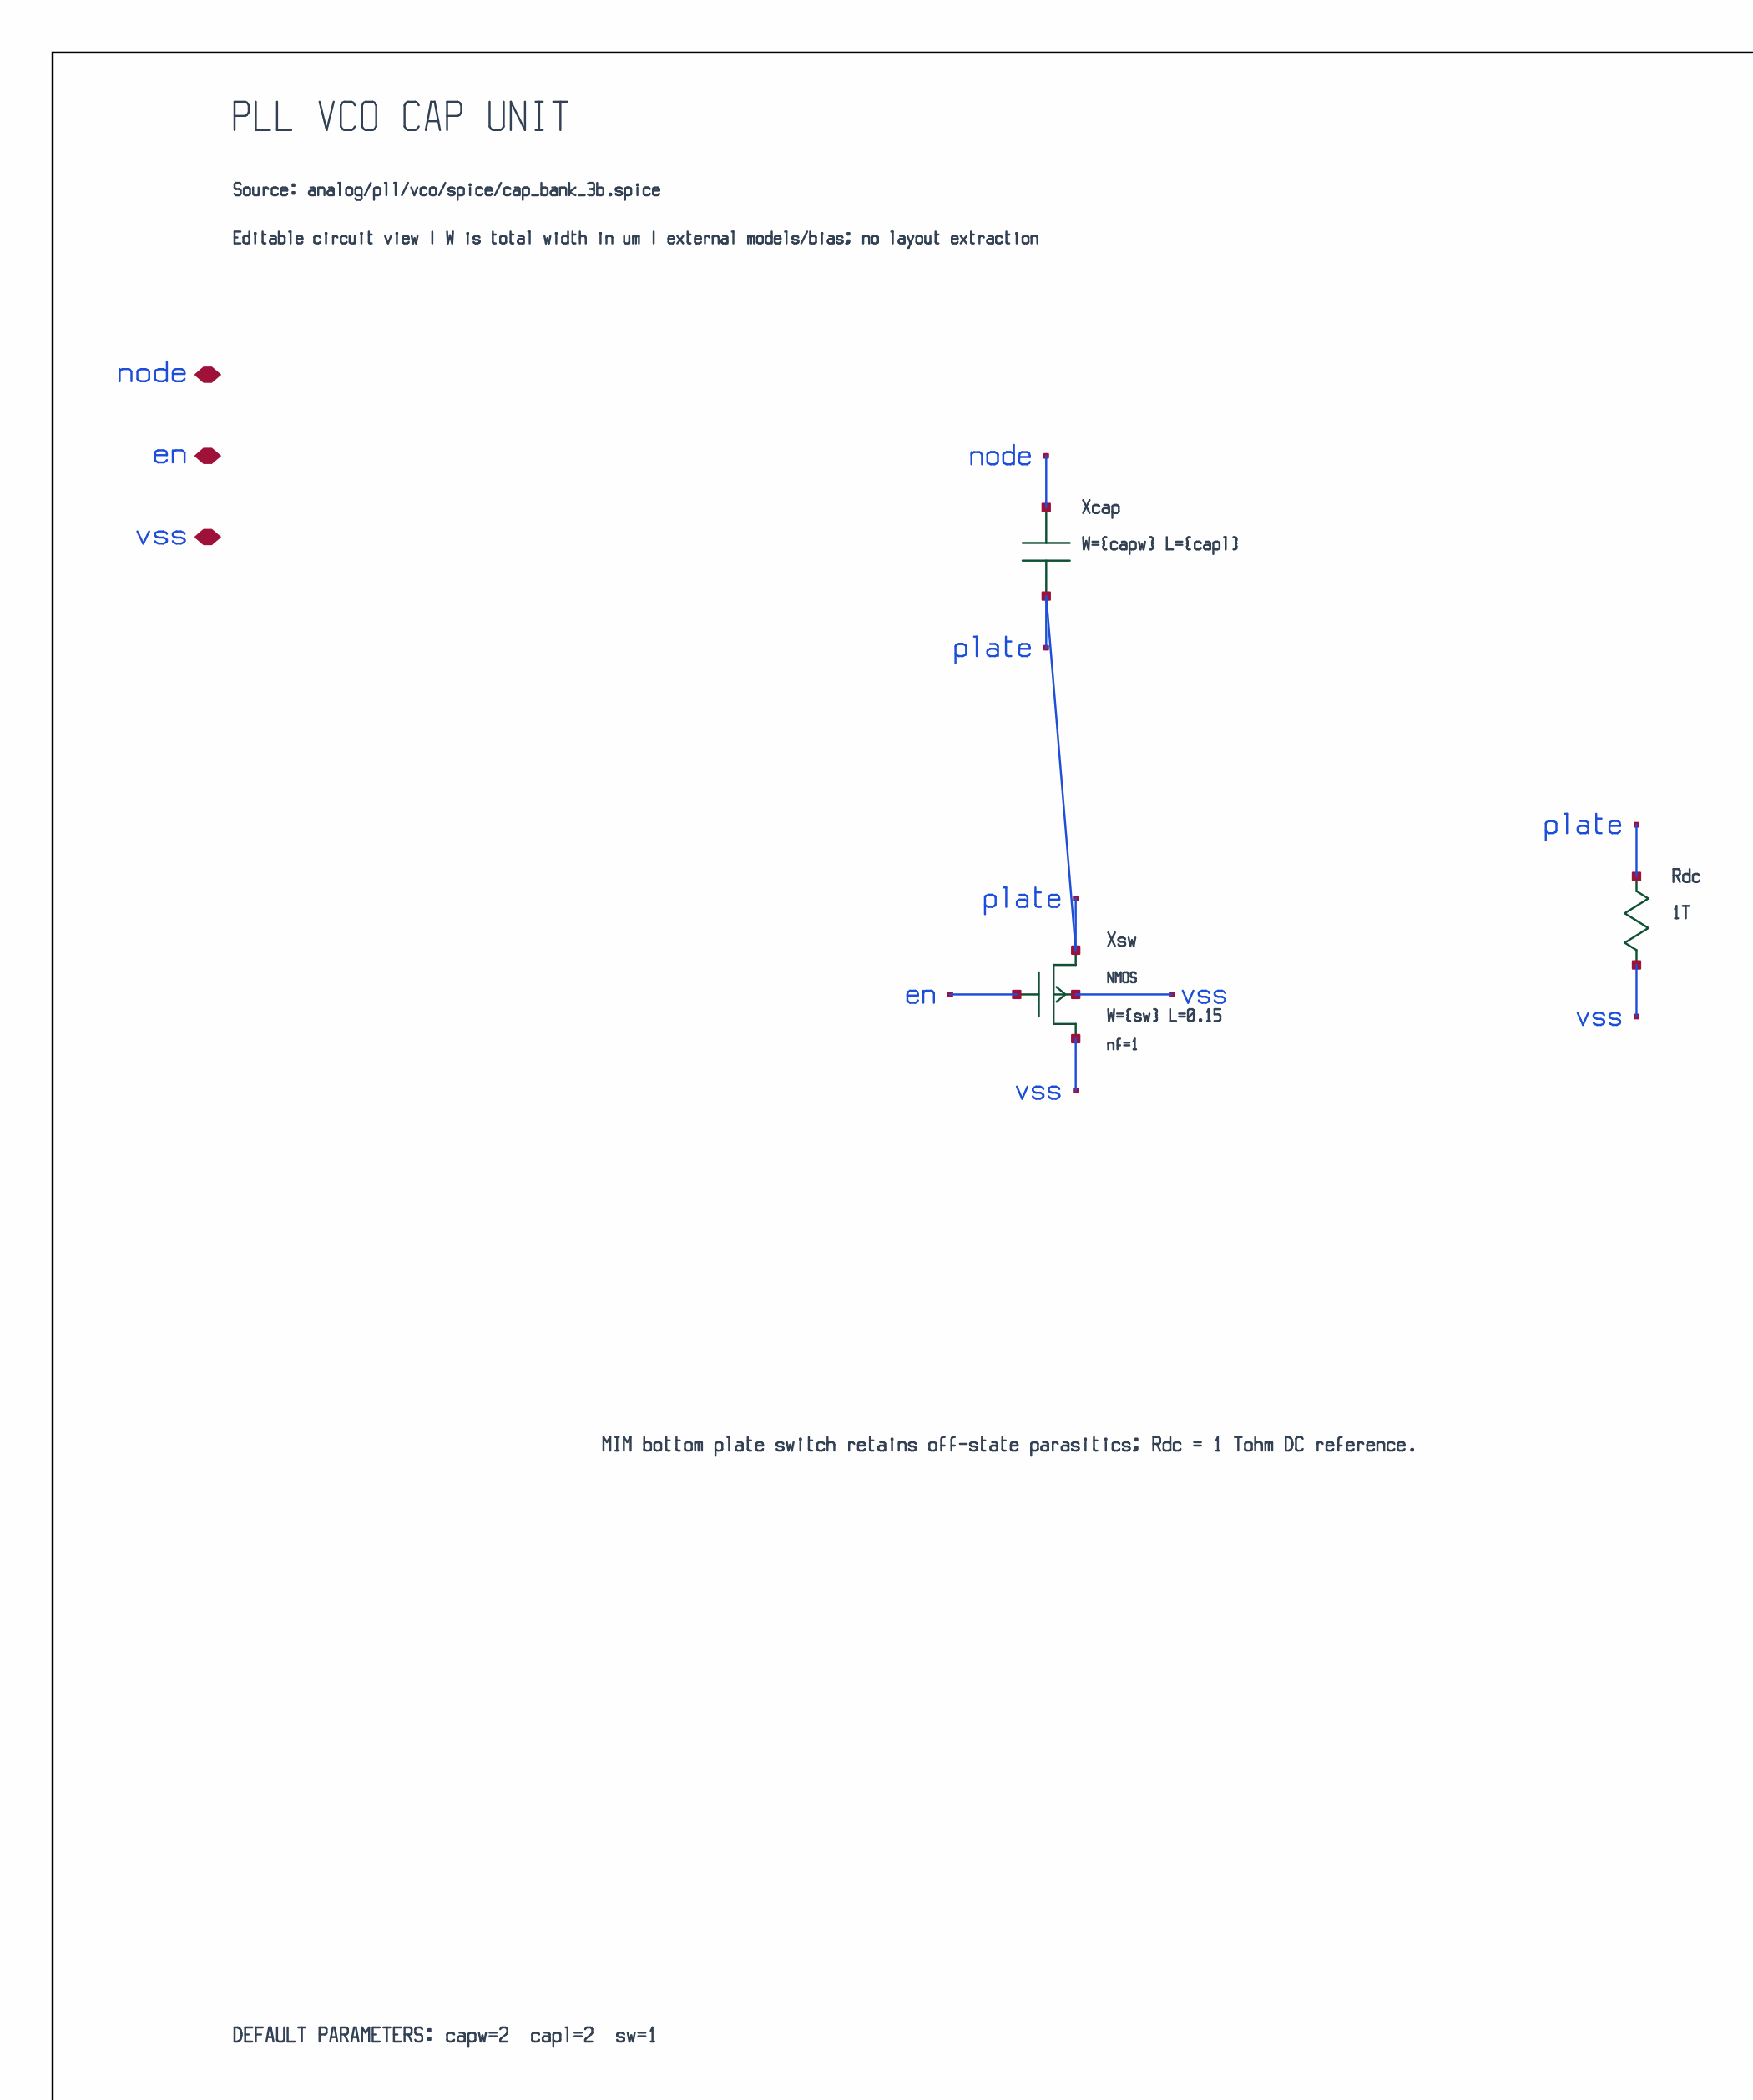 PLL VCO CAP UNIT
Source: analog/pll/vco/spice/cap_bank_3b.spice
Editable circuit view | W is total width in um | external models/bias; no layout extraction
node
en
vss
node
Xcap
W={capw} L={capl}
plate
plate
Rdc
1T
vss
plate
Xsw
NMOS
en
vss
W={sw} L=0.15
nf=1
vss
MIM bottom plate switch retains off-state parasitics; Rdc = 1 Tohm DC reference.
DEFAULT PARAMETERS: capw=2  capl=2  sw=1